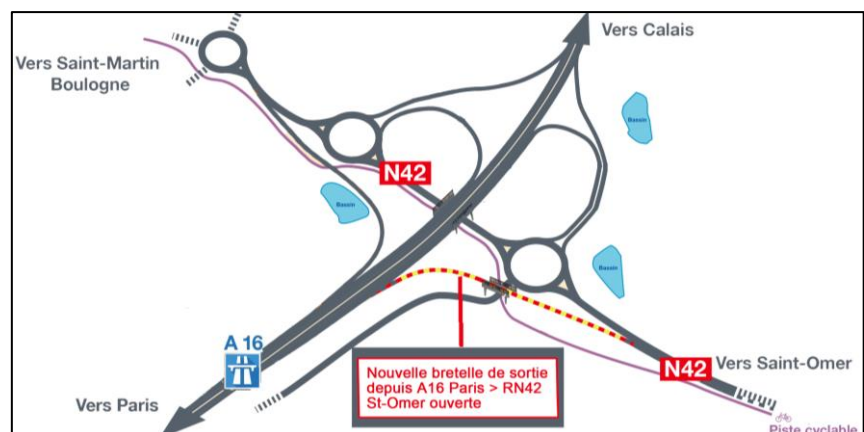 Vers Calais
Vers Saint-Martin
Boulogne
Bassin
N42
Bassin
Bassin
A 16
Nouvelle bretelle de sortie
depuis A16 Paris > RN42
St-Omer ouverte
N42
Vers Saint-Omer
Vers Paris
Piste cyclable